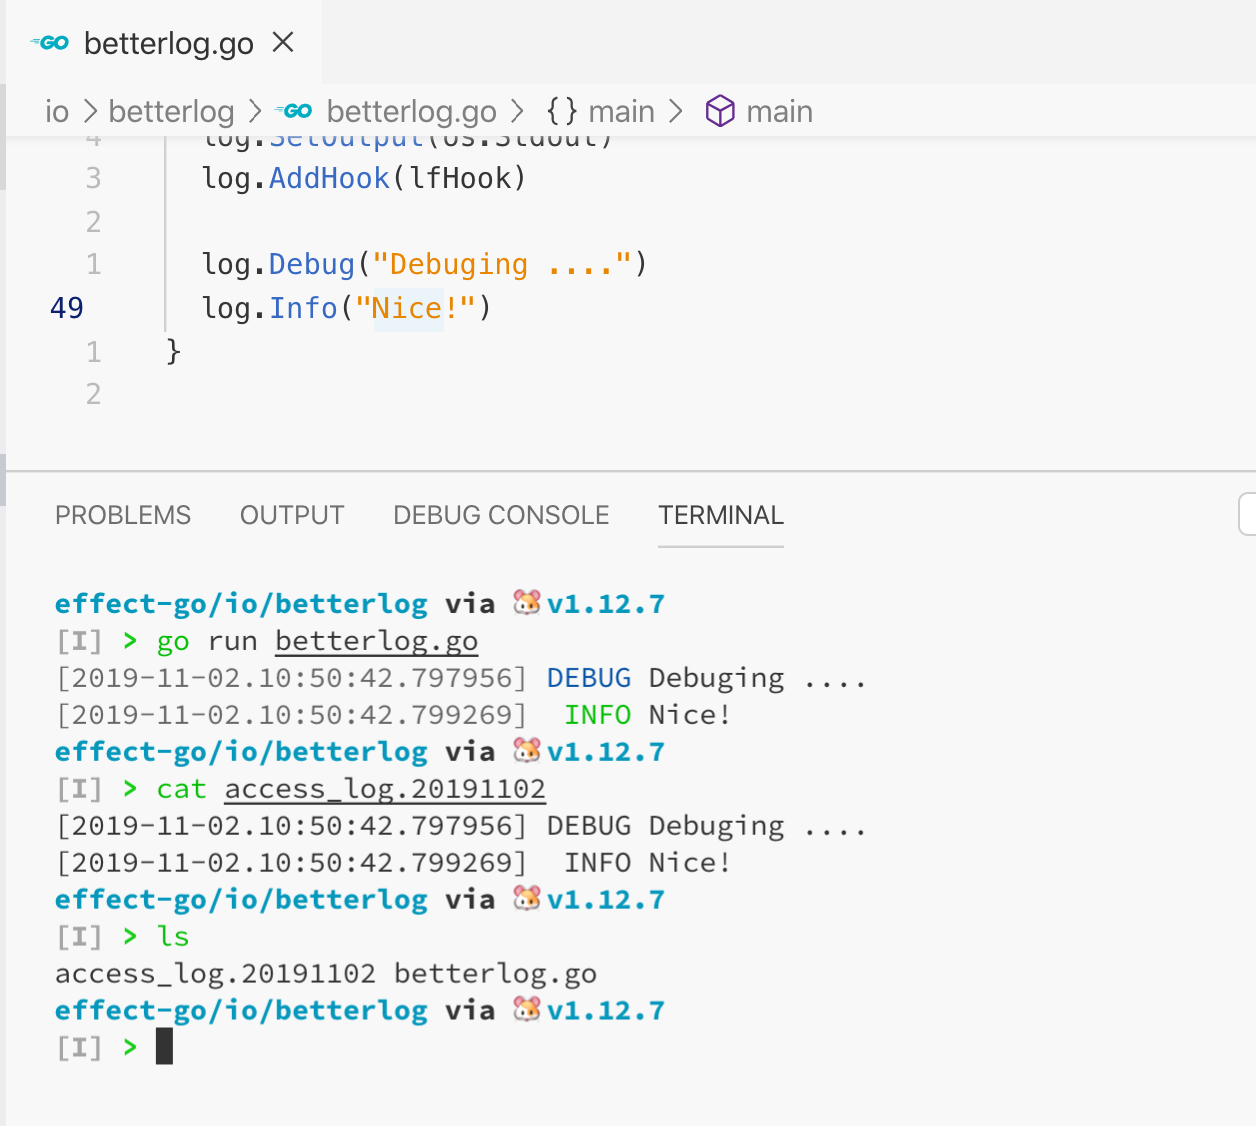 GO betterlog.go
io > betterlog > GO betterlog.go > {} main > main
4 log.SetOutput(os.Stdout)
3 log.AddHook(lfHook)
2
1 log.Debug("Debuging ....")
49 log.Info("Nice!")
1 }
2
PROBLEMS OUTPUT DEBUG CONSOLE TERMINAL
effect-go/io/betterlog via 🐹v1.12.7
[I] > go run betterlog.go
[2019-11-02.10:50:42.797956] DEBUG Debuging ....
[2019-11-02.10:50:42.799269]  INFO Nice!
effect-go/io/betterlog via 🐹v1.12.7
[I] > cat access_log.20191102
[2019-11-02.10:50:42.797956] DEBUG Debuging ....
[2019-11-02.10:50:42.799269]  INFO Nice!
effect-go/io/betterlog via 🐹v1.12.7
[I] > ls
access_log.20191102 betterlog.go
effect-go/io/betterlog via 🐹v1.12.7
[I] >